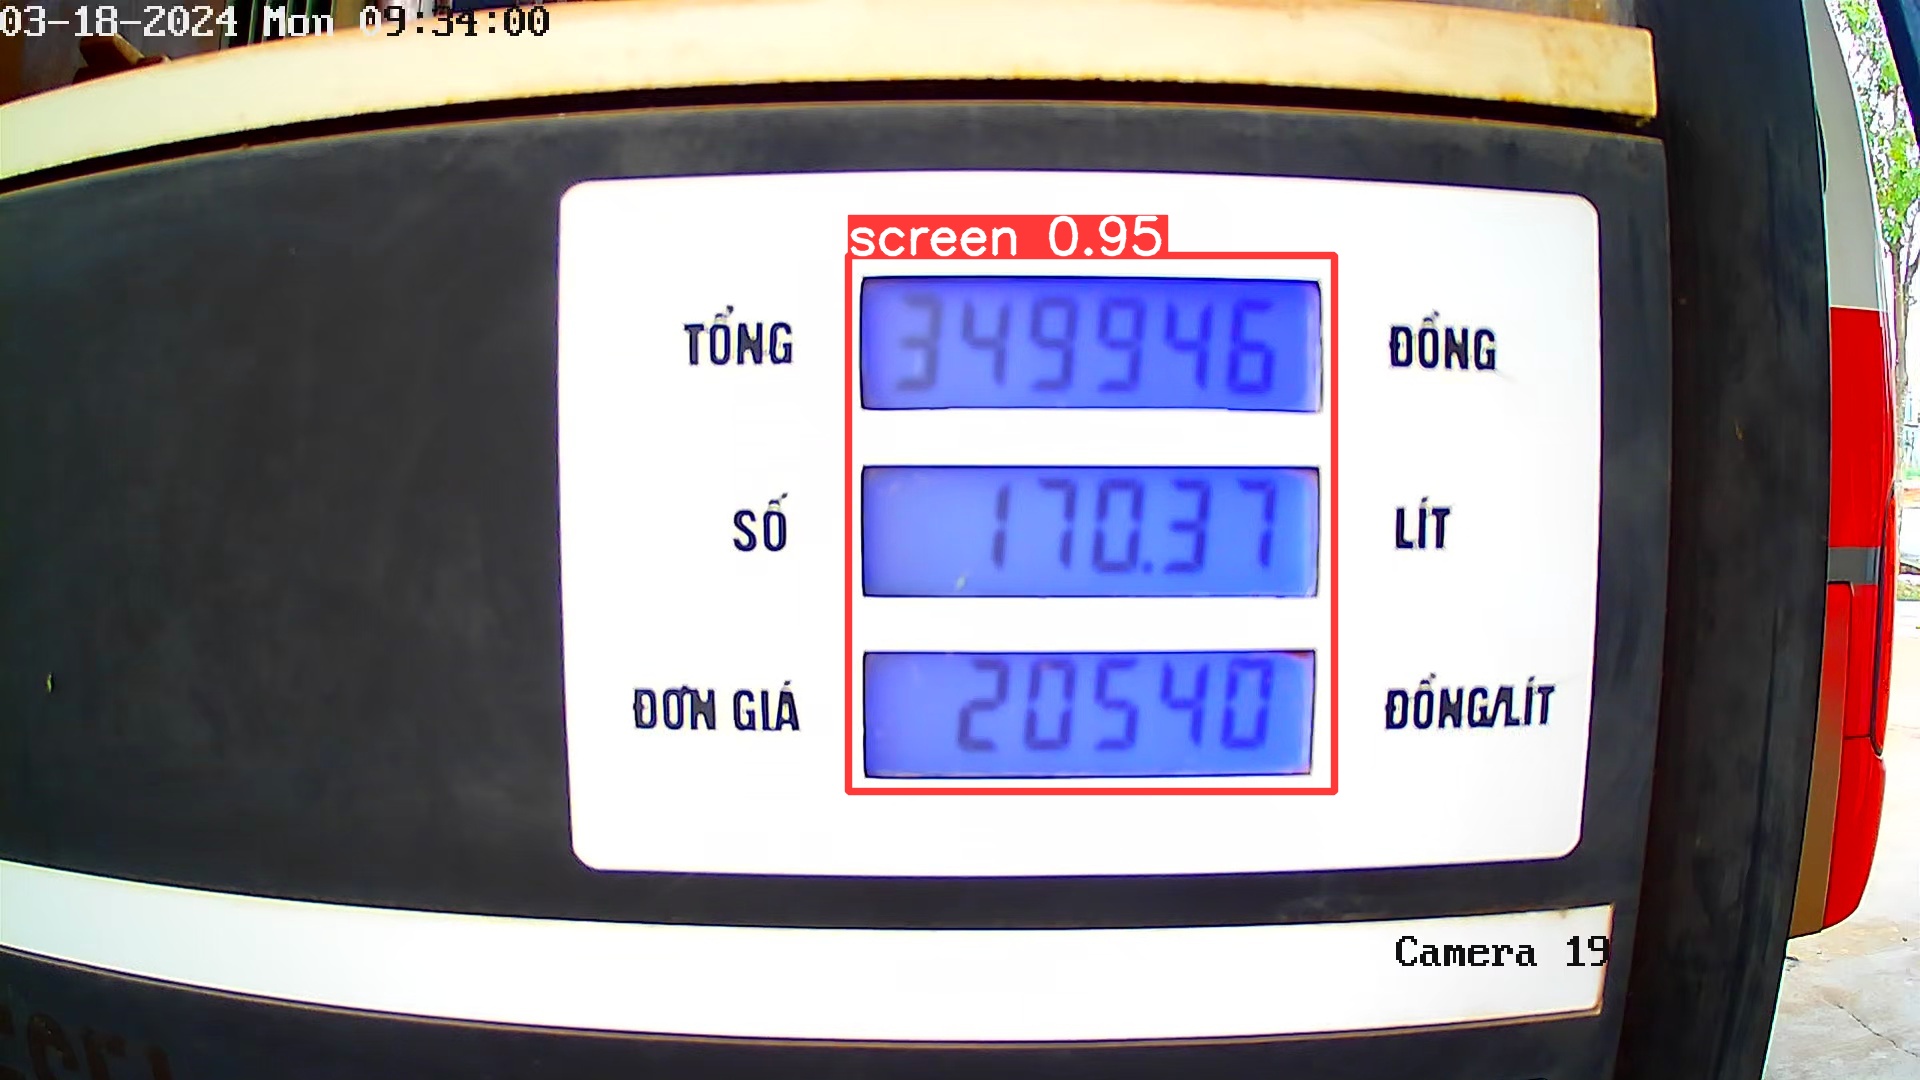 03-18-2024 Mon 09:34:00
screen 0.95
TỔNG 349946 ĐỒNG
SỐ 170.37 LÍT
ĐƠN GIÁ 20540 ĐỒNG/LÍT
Camera 19